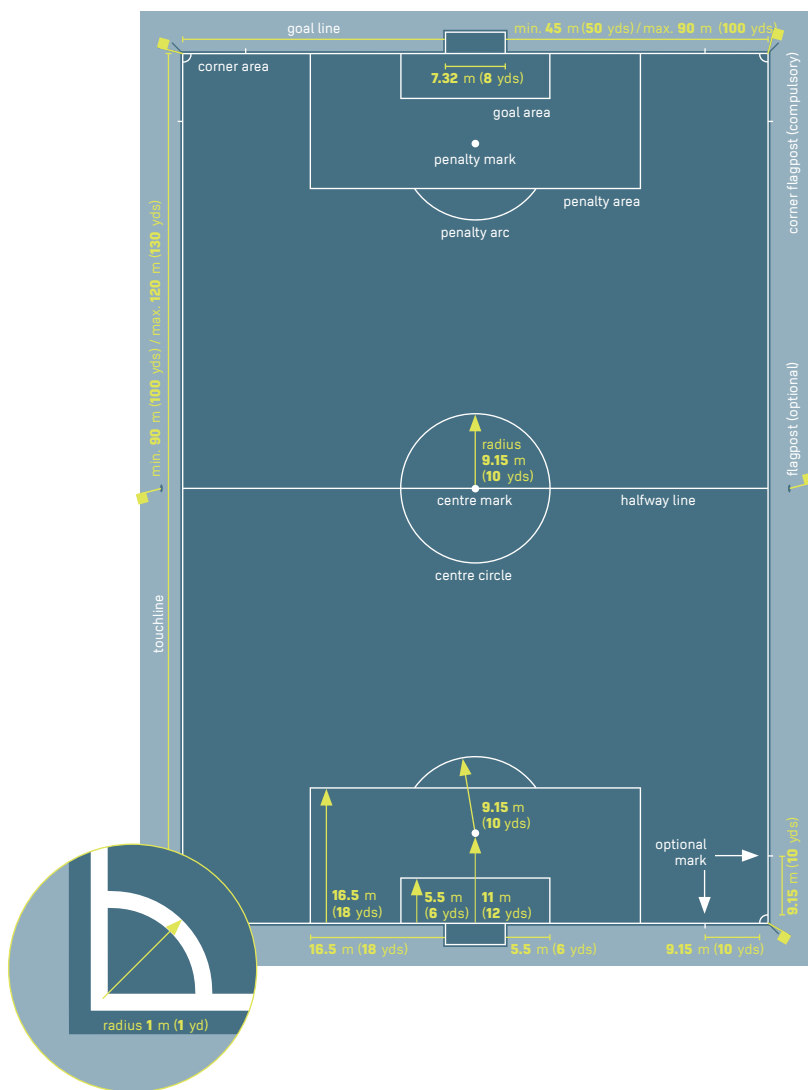 goal line
min. 45 m (50 yds) / max. 90 m (100 yds)
corner area
7.32 m (8 yds)
goal area
penalty mark
penalty area
penalty arc
corner flagpost (compulsory)
min. 90 m (100 yds) / max. 120 m (130 yds)
flagpost (optional)
radius
9.15 m
(10 yds)
centre mark
halfway line
centre circle
touchline
9.15 m
(10 yds)
optional
mark
9.15 m (10 yds)
16.5 m
(18 yds)
5.5 m
(6 yds)
11 m
(12 yds)
16.5 m (18 yds)
5.5 m (6 yds)
9.15 m (10 yds)
radius 1 m (1 yd)